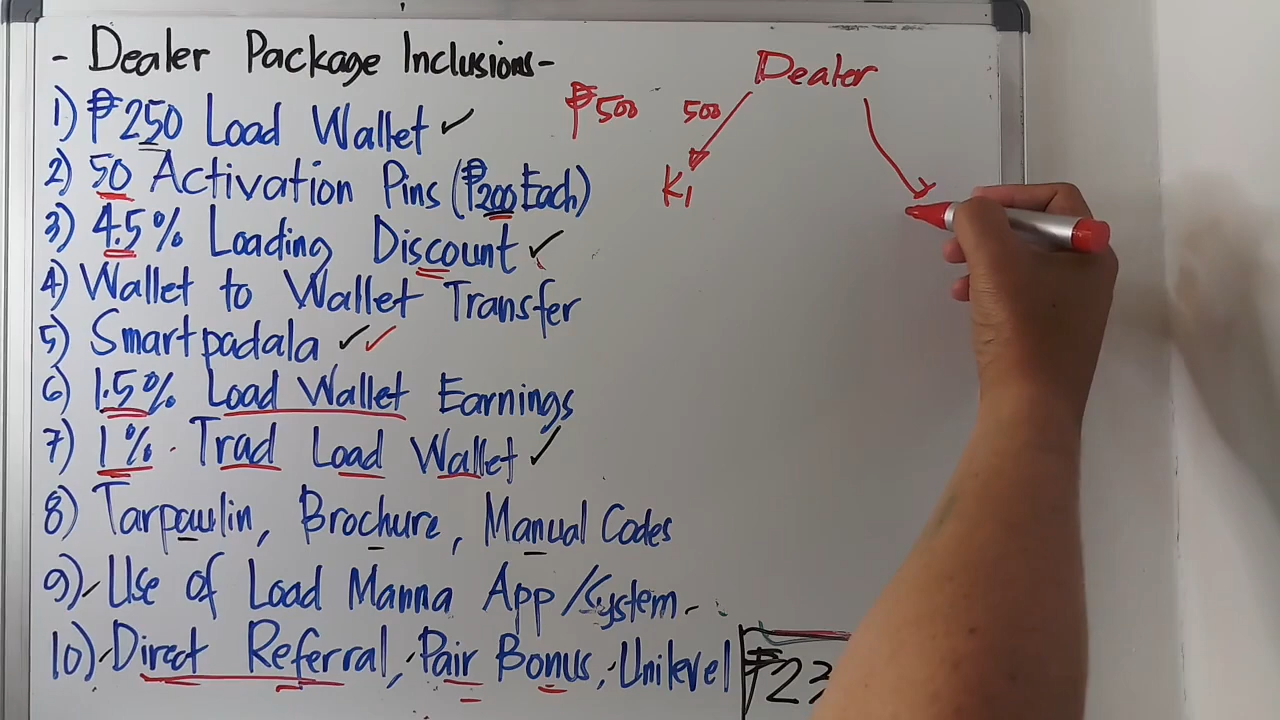 - Dealer Package Inclusions -
1) ₱250 Load Wallet ✓
2) 50 Activation Pins (₱200 Each)
3) 4.5% Loading Discount ✓
4) Wallet to Wallet Transfer
5) Smartpadala ✓✓
6) 1.5% Load Wallet Earnings
7) 1% Trad Load Wallet ✓
8) Tarpaulin, Brochure, Manual Codes
9) Use of Load Manna App/System
10) Direct Referral, Pair Bonus, Unilevel
Dealer
₱500 500
K1